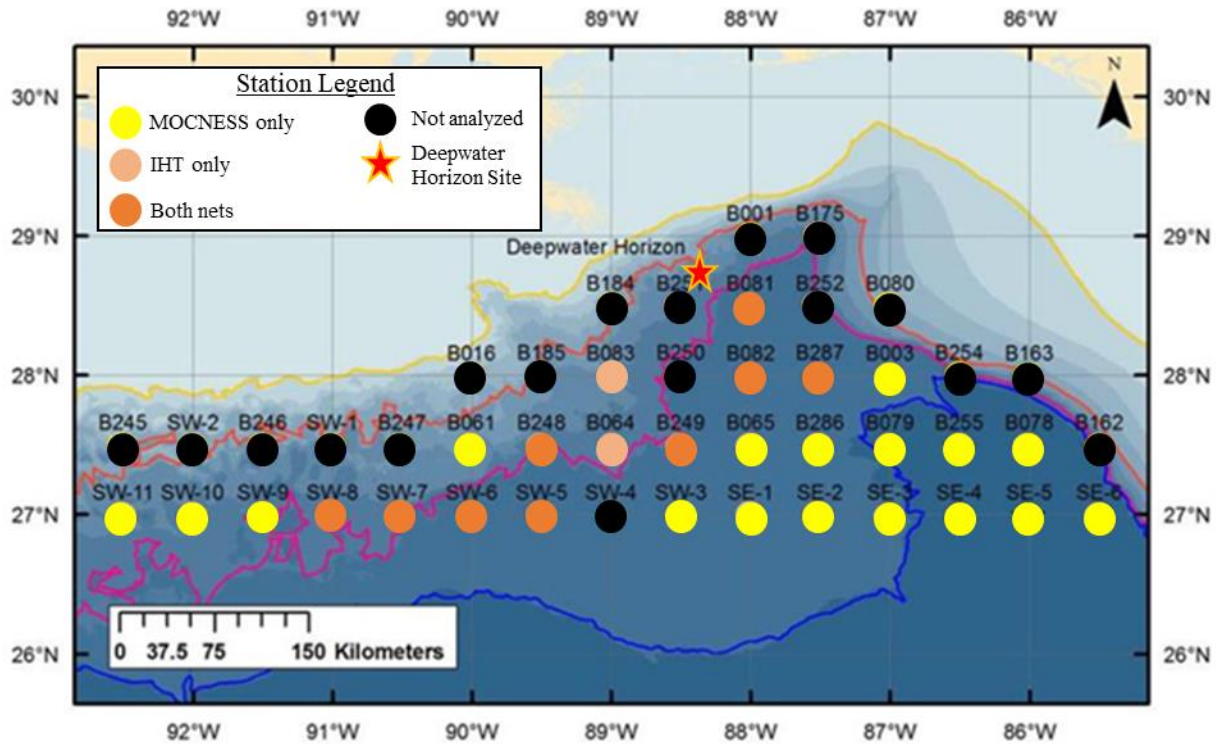 92°W 91°W 90°W 89°W 88°W 87°W 86°W
N
Station Legend
MOCNESS only
Not analyzed
IHT only
Deepwater
Horizon Site
Both nets
30°N 30°N
B001 B175
29°N Deepwater Horizon 29°N
B184 B251 B081 B252 B080
B016 B185 B083 B250 B082 B287 B003 B254 B163
28°N 28°N
B245 SW-2 B246 SW-1 B247 B061 B248 B064 B249 B065 B286 B079 B255 B078 B162
SW-11 SW-10 SW-9 SW-8 SW-7 SW-6 SW-5 SW-4 SW-3 SE-1 SE-2 SE-3 SE-4 SE-5 SE-6
27°N 27°N
0 37.5 75 150 Kilometers
26°N 26°N
92°W 91°W 90°W 89°W 88°W 87°W 86°W